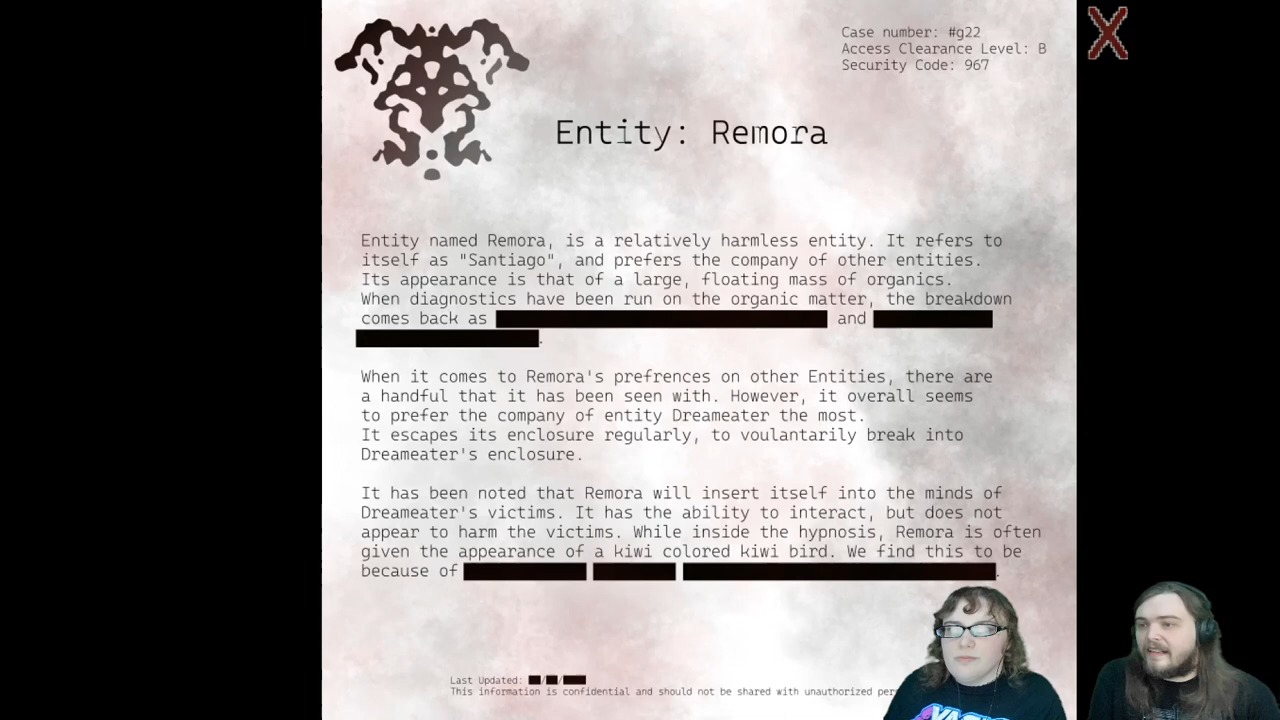 Case number: #g22
Access Clearance Level: B
Security Code: 967
Entity: Remora
Entity named Remora, is a relatively harmless entity. It refers to
itself as "Santiago", and prefers the company of other entities.
Its appearance is that of a large, floating mass of organics.
When diagnostics have been run on the organic matter, the breakdown
comes back as and
.
When it comes to Remora's prefrences on other Entities, there are
a handful that it has been seen with. However, it overall seems
to prefer the company of entity Dreameater the most.
It escapes its enclosure regularly, to voulantarily break into
Dreameater's enclosure.
It has been noted that Remora will insert itself into the minds of
Dreameater's victims. It has the ability to interact, but does not
appear to harm the victims. While inside the hypnosis, Remora is often
given the appearance of a kiwi colored kiwi bird. We find this to be
because of .
Last Updated: / /
This information is confidential and should not be shared with unauthorized